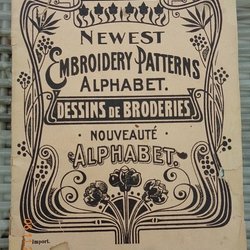 NEWEST
EMBROIDERY PATTERNS
ALPHABET.
DESSINS DE BRODERIES
NOUVEAUTÉ
ALPHABET.
Import.